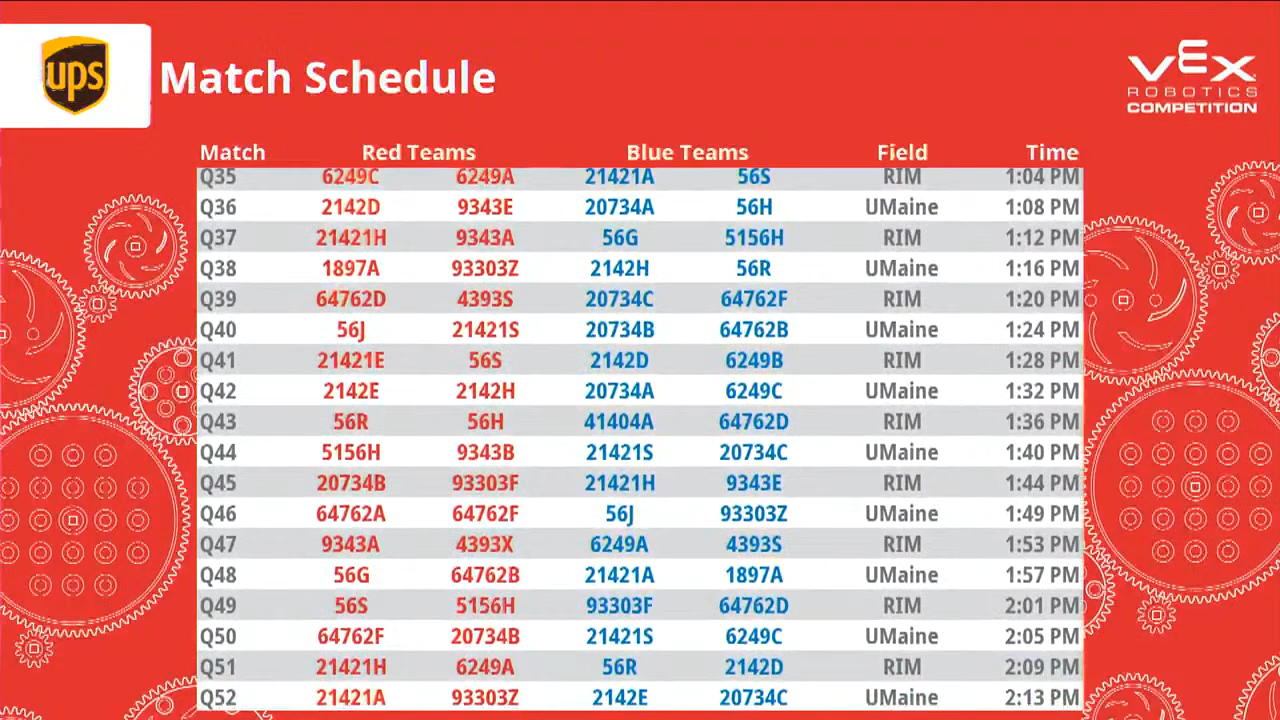 ups
Match Schedule
VEX
ROBOTICS
COMPETITION
Match Red Teams Blue Teams Field Time
Q35 6249C 6249A 21421A 56S RIM 1:04 PM
Q36 2142D 9343E 20734A 56H UMaine 1:08 PM
Q37 21421H 9343A 56G 5156H RIM 1:12 PM
Q38 1897A 93303Z 2142H 56R UMaine 1:16 PM
Q39 64762D 4393S 20734C 64762F RIM 1:20 PM
Q40 56J 21421S 20734B 64762B UMaine 1:24 PM
Q41 21421E 56S 2142D 6249B RIM 1:28 PM
Q42 2142E 2142H 20734A 6249C UMaine 1:32 PM
Q43 56R 56H 41404A 64762D RIM 1:36 PM
Q44 5156H 9343B 21421S 20734C UMaine 1:40 PM
Q45 20734B 93303F 21421H 9343E RIM 1:44 PM
Q46 64762A 64762F 56J 93303Z UMaine 1:49 PM
Q47 9343A 4393X 6249A 4393S RIM 1:53 PM
Q48 56G 64762B 21421A 1897A UMaine 1:57 PM
Q49 56S 5156H 93303F 64762D RIM 2:01 PM
Q50 64762F 20734B 21421S 6249C UMaine 2:05 PM
Q51 21421H 6249A 56R 2142D RIM 2:09 PM
Q52 21421A 93303Z 2142E 20734C UMaine 2:13 PM